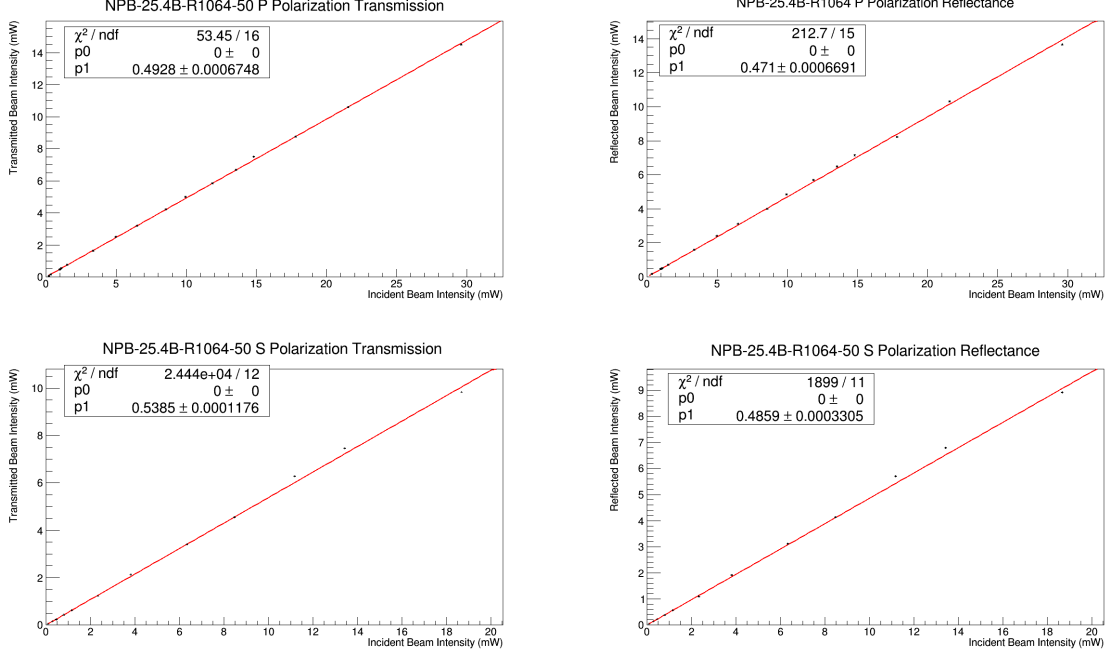 NPB-25.4B-R1064-50 P Polarization Transmission
χ² / ndf 53.45 / 16
p0 0 ± 0
p1 0.4928 ± 0.0006748
Transmitted Beam Intensity (mW)
14
12
10
8
6
4
2
0
0 5 10 15 20 25 30
Incident Beam Intensity (mW)
NPB-25.4B-R1064 P Polarization Reflectance
χ² / ndf 212.7 / 15
p0 0 ± 0
p1 0.471 ± 0.0006691
Reflected Beam Intensity (mW)
14
12
10
8
6
4
2
0
0 5 10 15 20 25 30
Incident Beam Intensity (mW)
NPB-25.4B-R1064-50 S Polarization Transmission
χ² / ndf 2.444e+04 / 12
p0 0 ± 0
p1 0.5385 ± 0.0001176
Transmitted Beam Intensity (mW)
10
8
6
4
2
0
0 2 4 6 8 10 12 14 16 18 20
Incident Beam Intensity (mW)
NPB-25.4B-R1064-50 S Polarization Reflectance
χ² / ndf 1899 / 11
p0 0 ± 0
p1 0.4859 ± 0.0003305
Reflected Beam Intensity (mW)
9
8
7
6
5
4
3
2
1
0
0 2 4 6 8 10 12 14 16 18 20
Incident Beam Intensity (mW)